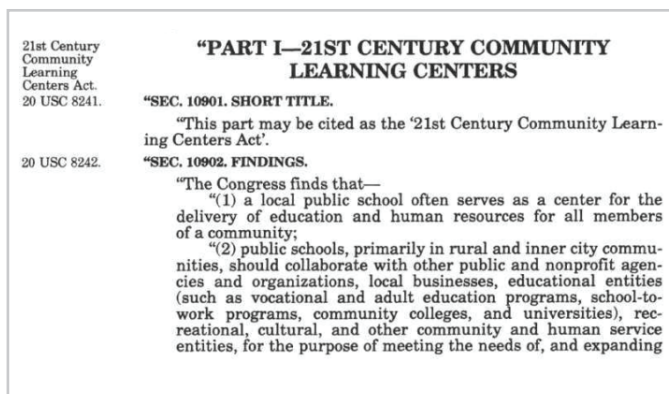 21st Century
Community
Learning
Centers Act.
20 USC 8241.
20 USC 8242.
“PART I—21ST CENTURY COMMUNITY
LEARNING CENTERS
“SEC. 10901. SHORT TITLE.
“This part may be cited as the ‘21st Century Community Learn-
ing Centers Act’.
“SEC. 10902. FINDINGS.
“The Congress finds that—
“(1) a local public school often serves as a center for the
delivery of education and human resources for all members
of a community;
“(2) public schools, primarily in rural and inner city commu-
nities, should collaborate with other public and nonprofit agen-
cies and organizations, local businesses, educational entities
(such as vocational and adult education programs, school-to-
work programs, community colleges, and universities), rec-
reational, cultural, and other community and human service
entities, for the purpose of meeting the needs of, and expanding